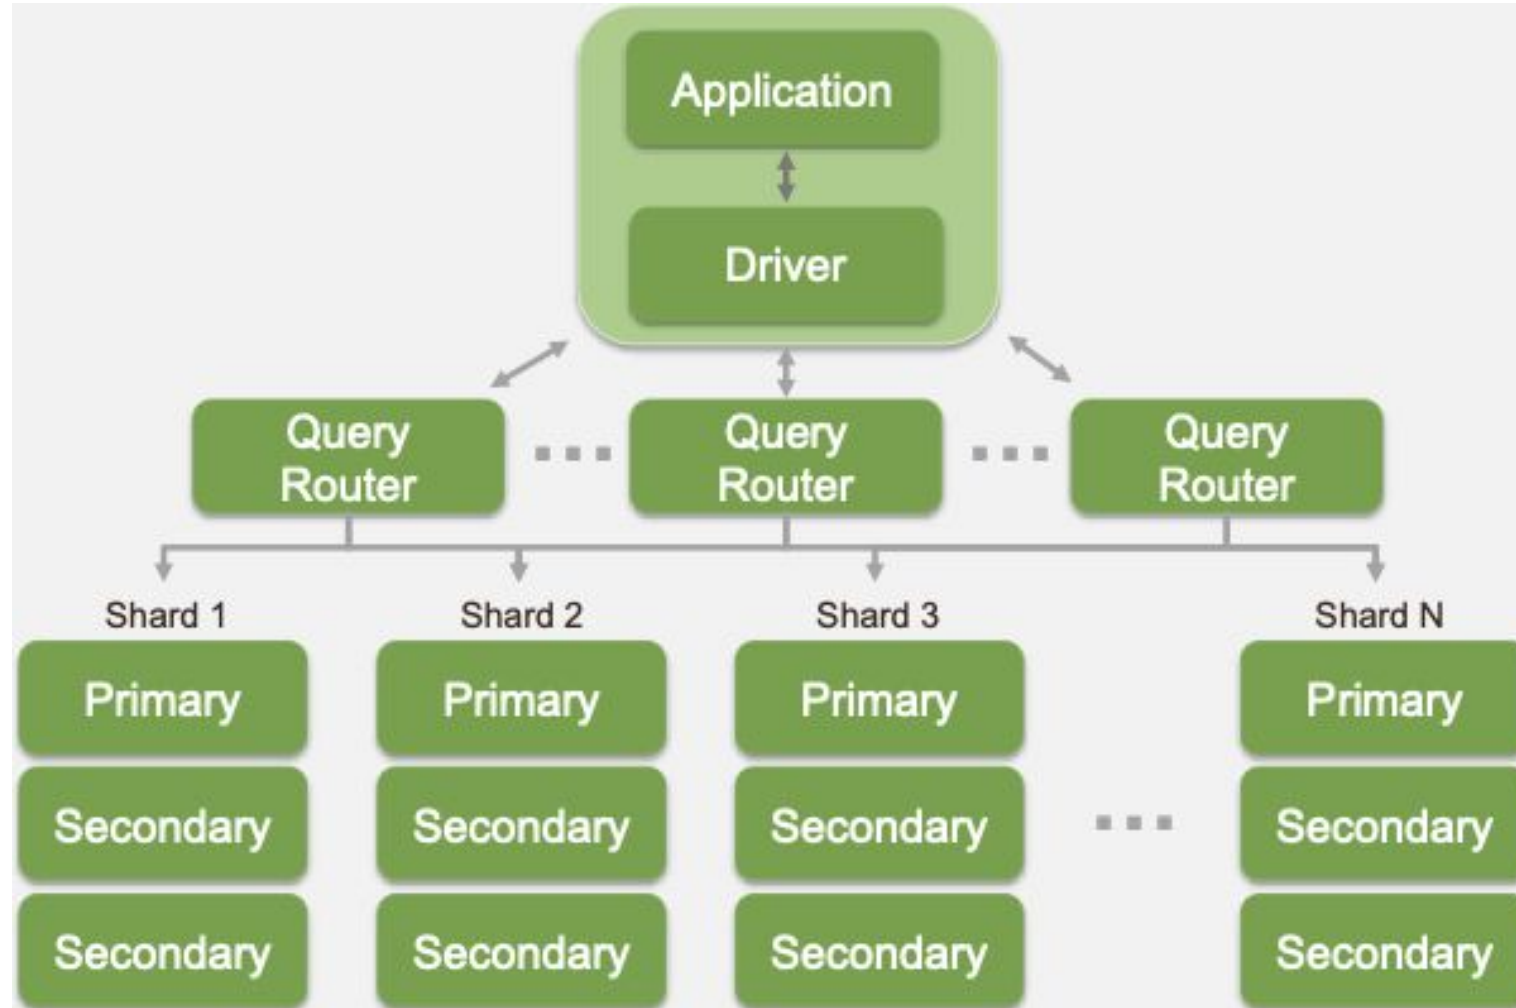 Application
Driver
Query
Router
Query
Router
Query
Router
Shard 1
Shard 2
Shard 3
Shard N
Primary
Primary
Primary
Primary
Secondary
Secondary
Secondary
Secondary
Secondary
Secondary
Secondary
Secondary